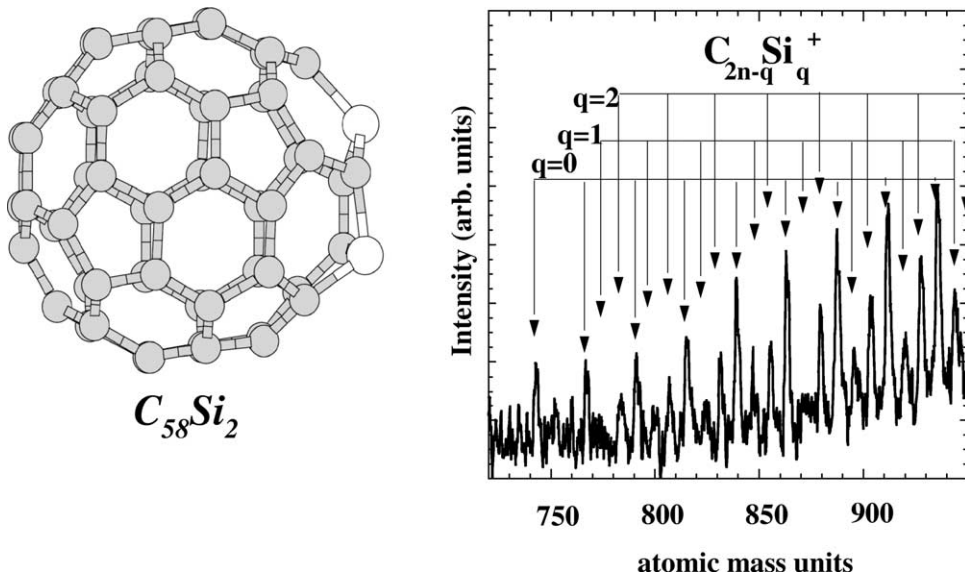 C58Si2
C2n-qSiq+
q=2
q=1
q=0
Intensity (arb. units)
750 800 850 900
atomic mass units